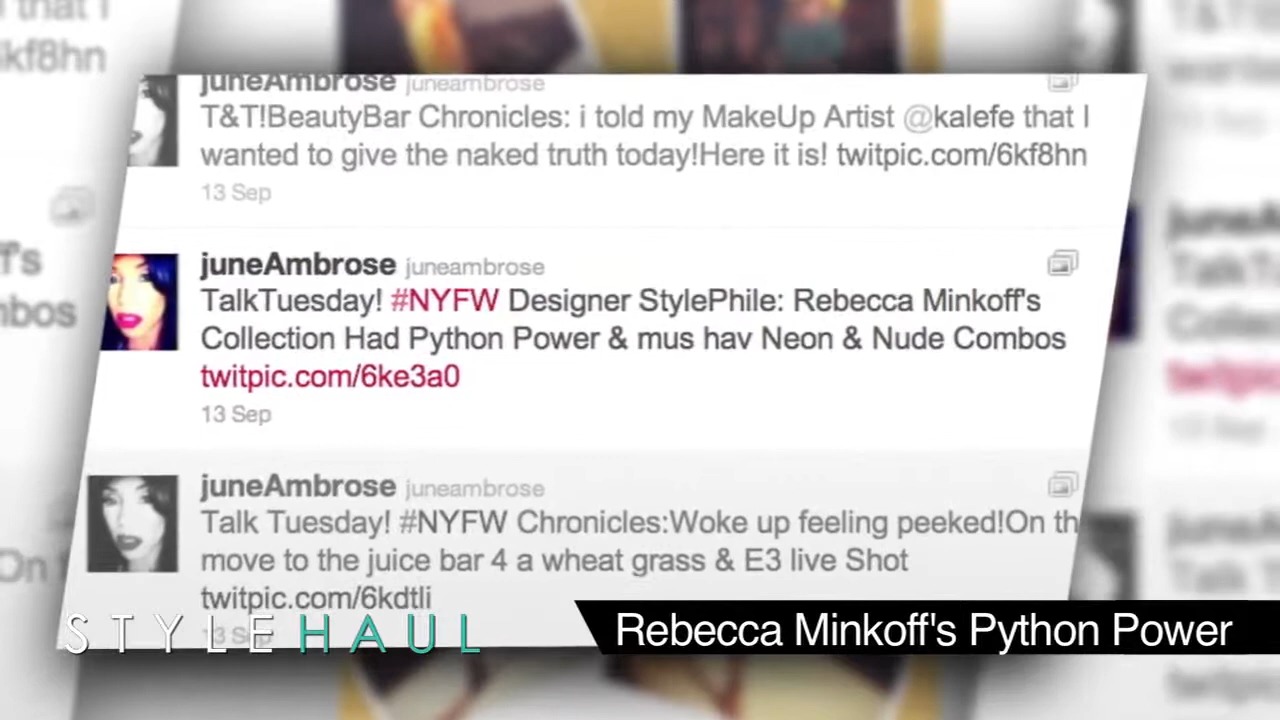 juneAmbrose juneambrose
T&T!BeautyBar Chronicles: i told my MakeUp Artist @kalefe that I
wanted to give the naked truth today!Here it is! twitpic.com/6kf8hn
13 Sep
juneAmbrose juneambrose
TalkTuesday! #NYFW Designer StylePhile: Rebecca Minkoff's
Collection Had Python Power & mus hav Neon & Nude Combos
twitpic.com/6ke3a0
13 Sep
juneAmbrose juneambrose
Talk Tuesday! #NYFW Chronicles:Woke up feeling peeked!On th
move to the juice bar 4 a wheat grass & E3 live Shot
twitpic.com/6kdtli
13 Sep
STYLEHAUL
Rebecca Minkoff's Python Power